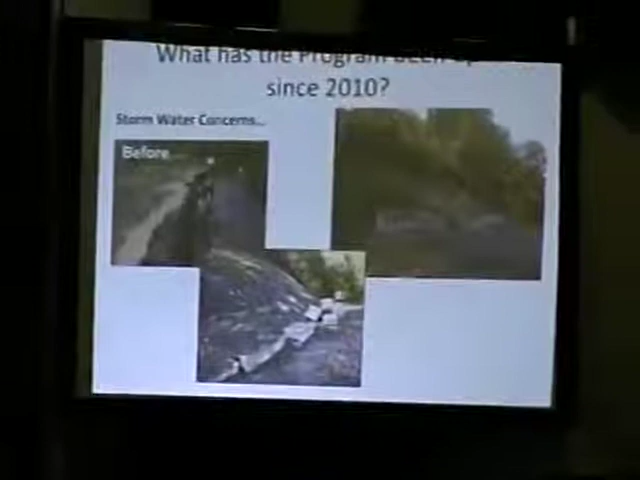 What has the Program been up
since 2010?
Storm Water Concerns...
Before